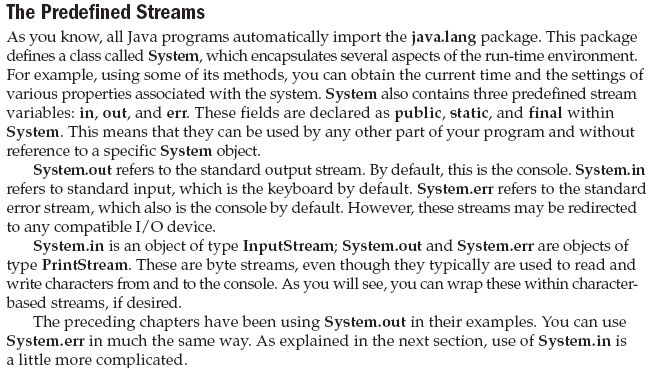 The Predefined Streams
As you know, all Java programs automatically import the java.lang package. This package
defines a class called System, which encapsulates several aspects of the run-time environment.
For example, using some of its methods, you can obtain the current time and the settings of
various properties associated with the system. System also contains three predefined stream
variables: in, out, and err. These fields are declared as public, static, and final within
System. This means that they can be used by any other part of your program and without
reference to a specific System object.
System.out refers to the standard output stream. By default, this is the console. System.in
refers to standard input, which is the keyboard by default. System.err refers to the standard
error stream, which also is the console by default. However, these streams may be redirected
to any compatible I/O device.
System.in is an object of type InputStream; System.out and System.err are objects of
type PrintStream. These are byte streams, even though they typically are used to read and
write characters from and to the console. As you will see, you can wrap these within character-
based streams, if desired.
The preceding chapters have been using System.out in their examples. You can use
System.err in much the same way. As explained in the next section, use of System.in is
a little more complicated.